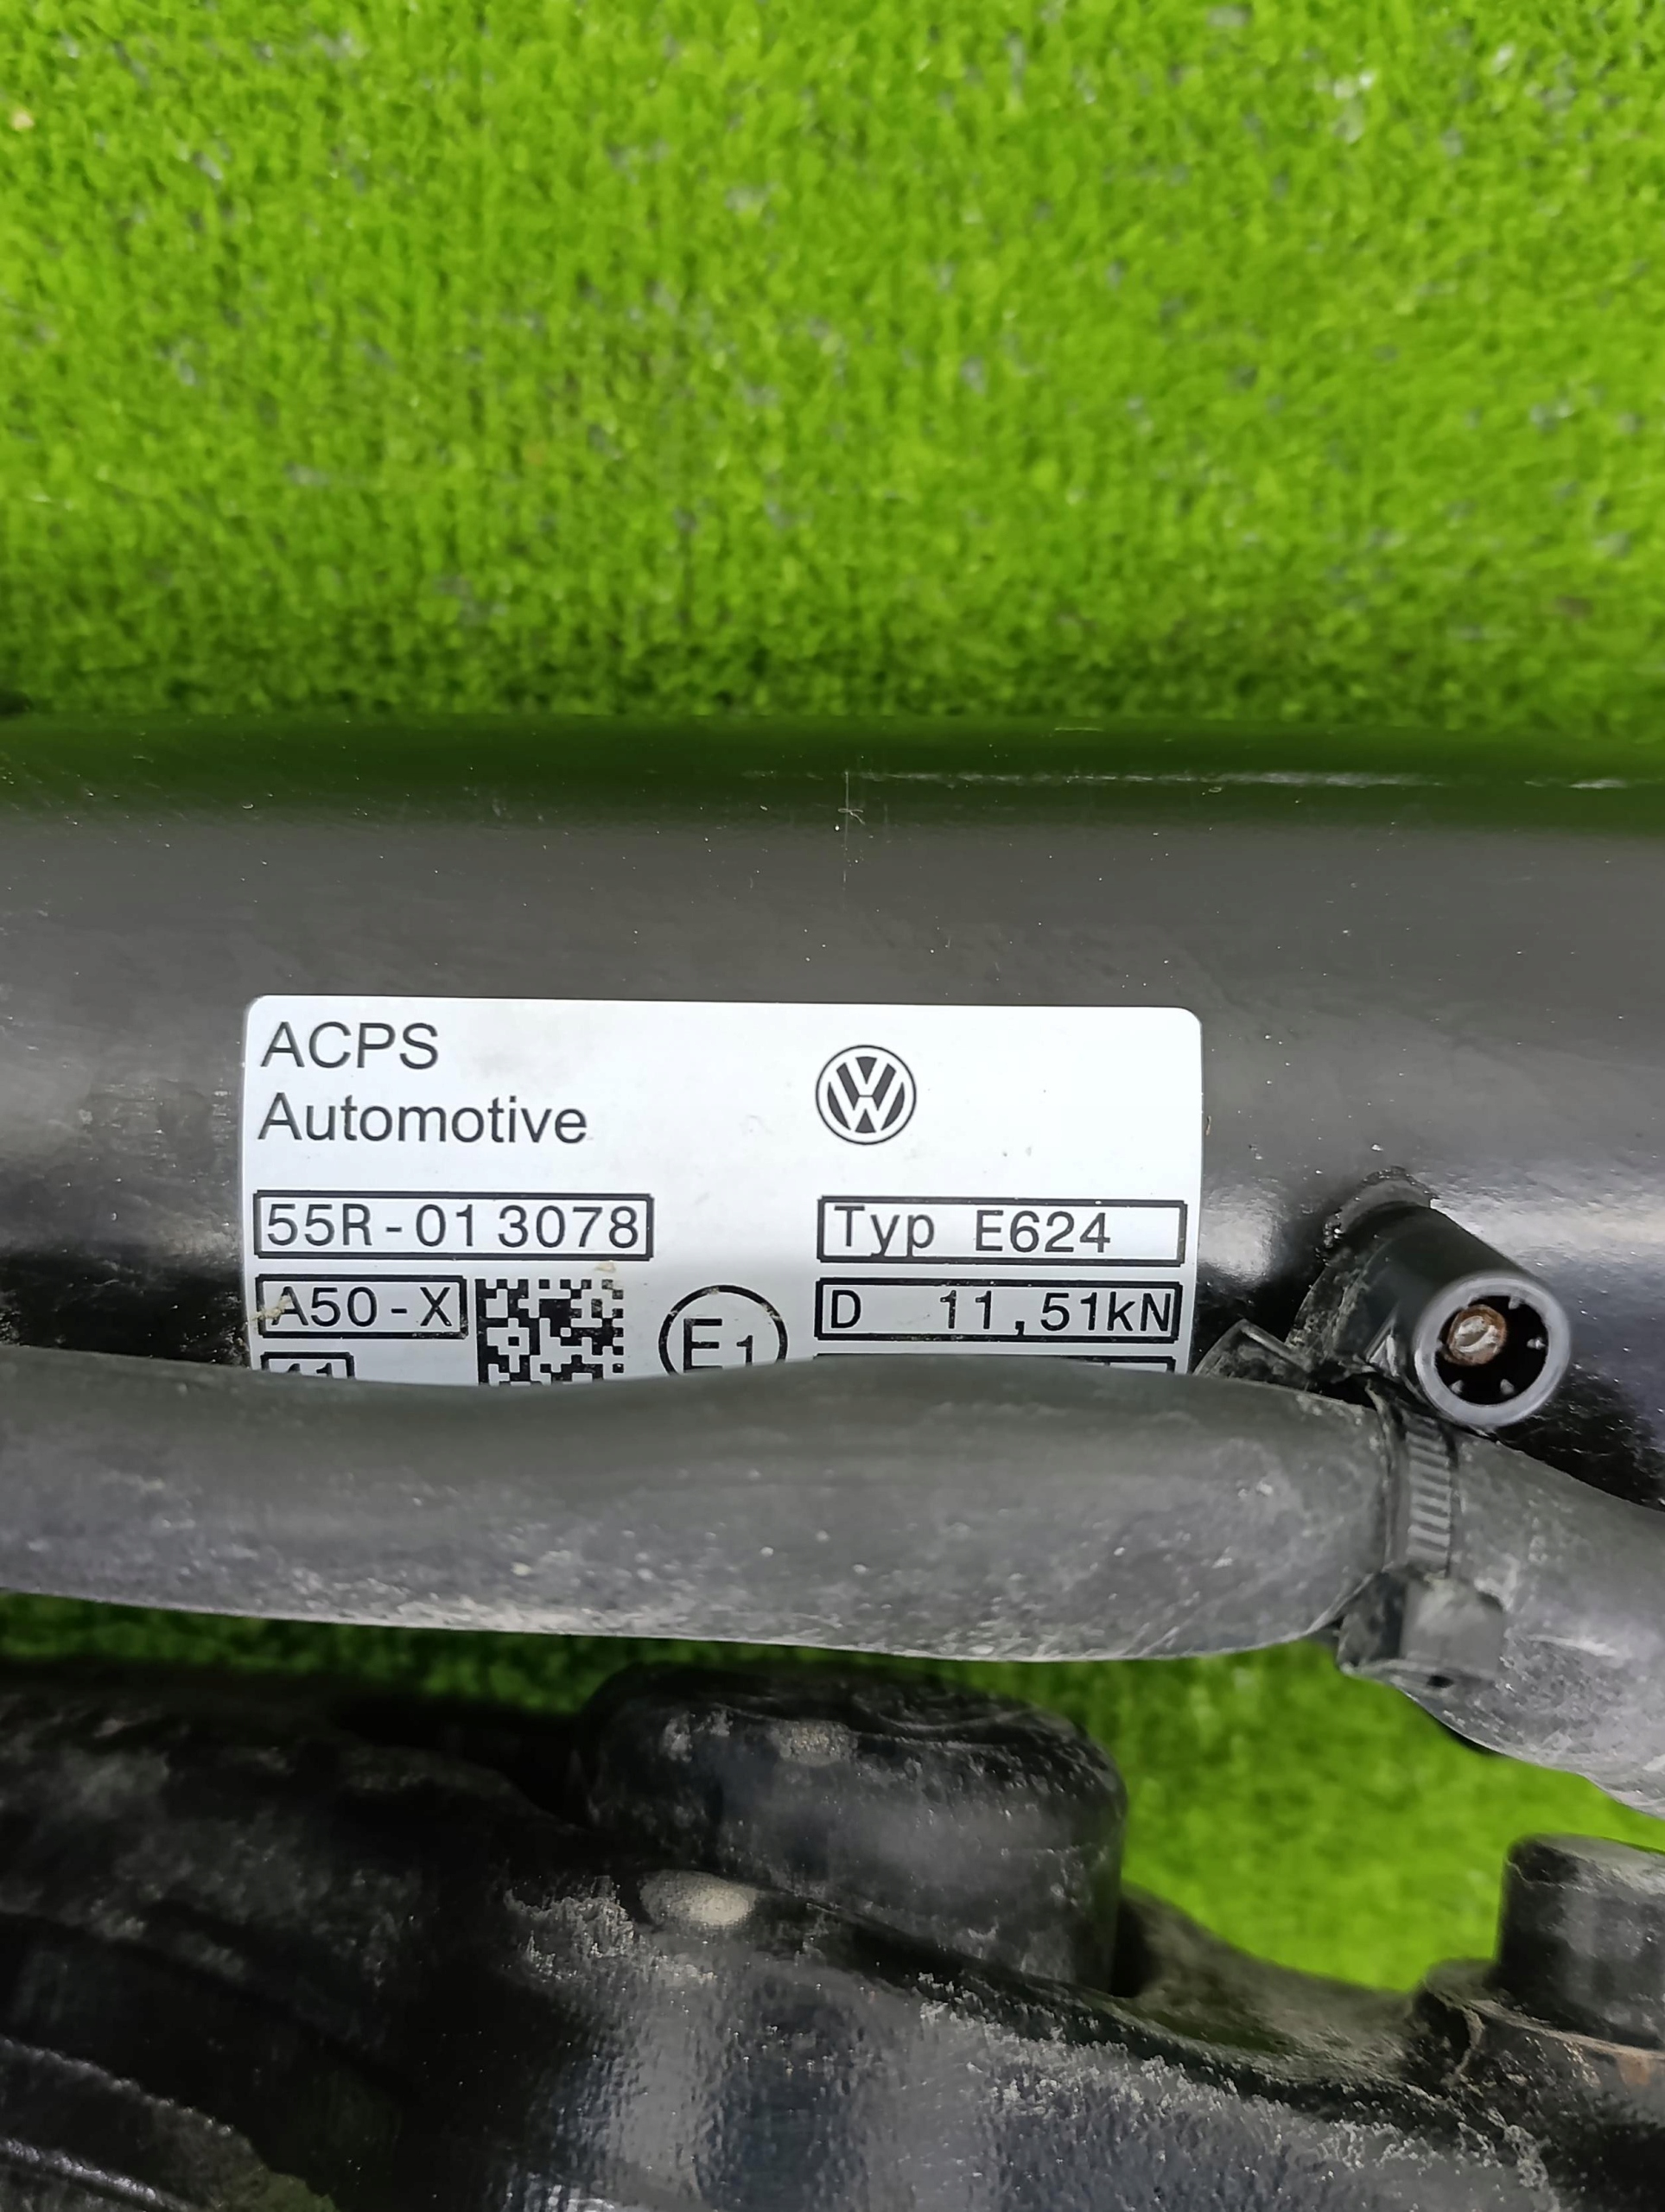 ACPS
Automotive
55R-01 3078
Typ E624
A50-X
E1
D 11,51kN